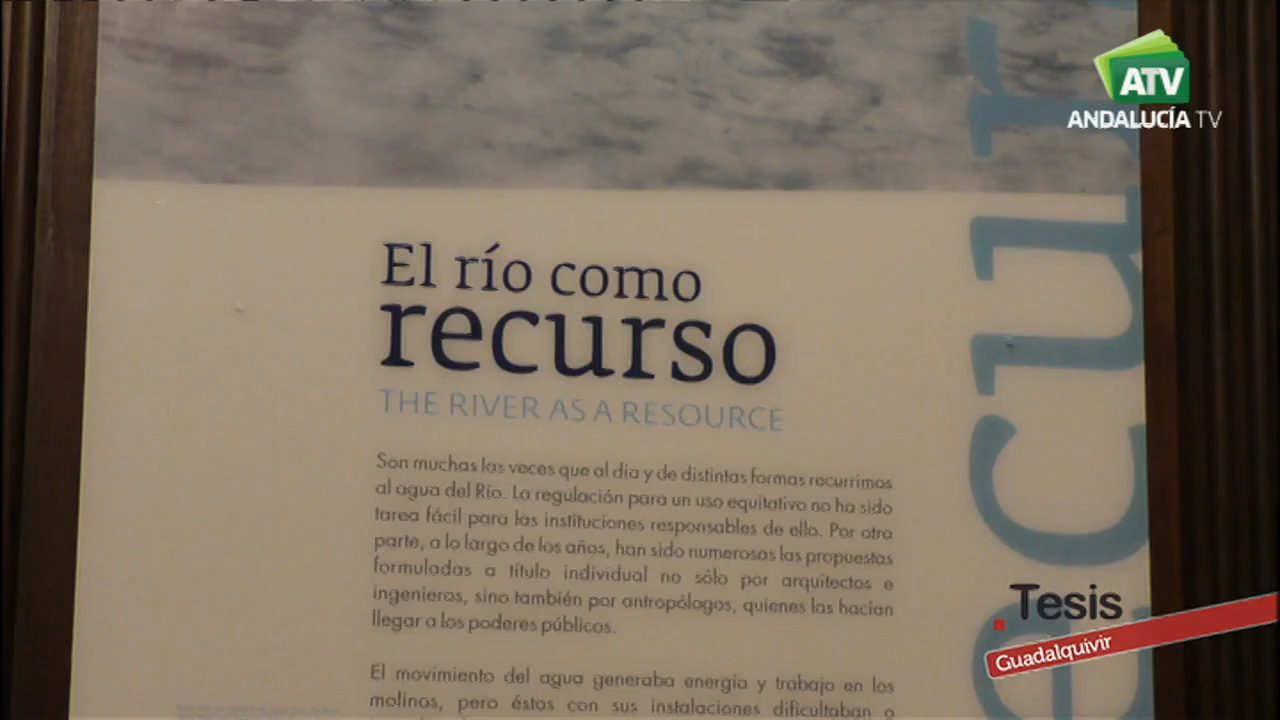 ATV
ANDALUCÍA TV
El río como
recurso
THE RIVER AS A RESOURCE
Son muchas las veces que al día y de distintas formas recurrimos
al agua del Río. La regulación para un uso equitativo no ha sido
tarea fácil para las instituciones responsables de ello. Por otra
parte, a lo largo de los años, han sido numerosas las propuestas
formuladas a título individual no sólo por arquitectos e
ingenieros, sino también por antropólogos, quienes las hacían
llegar a los poderes públicos.
El movimiento del agua generaba energía y trabajo en los
molinos, pero éstos con sus instalaciones dificultaban o
ecur
Tesis
Guadalquivir